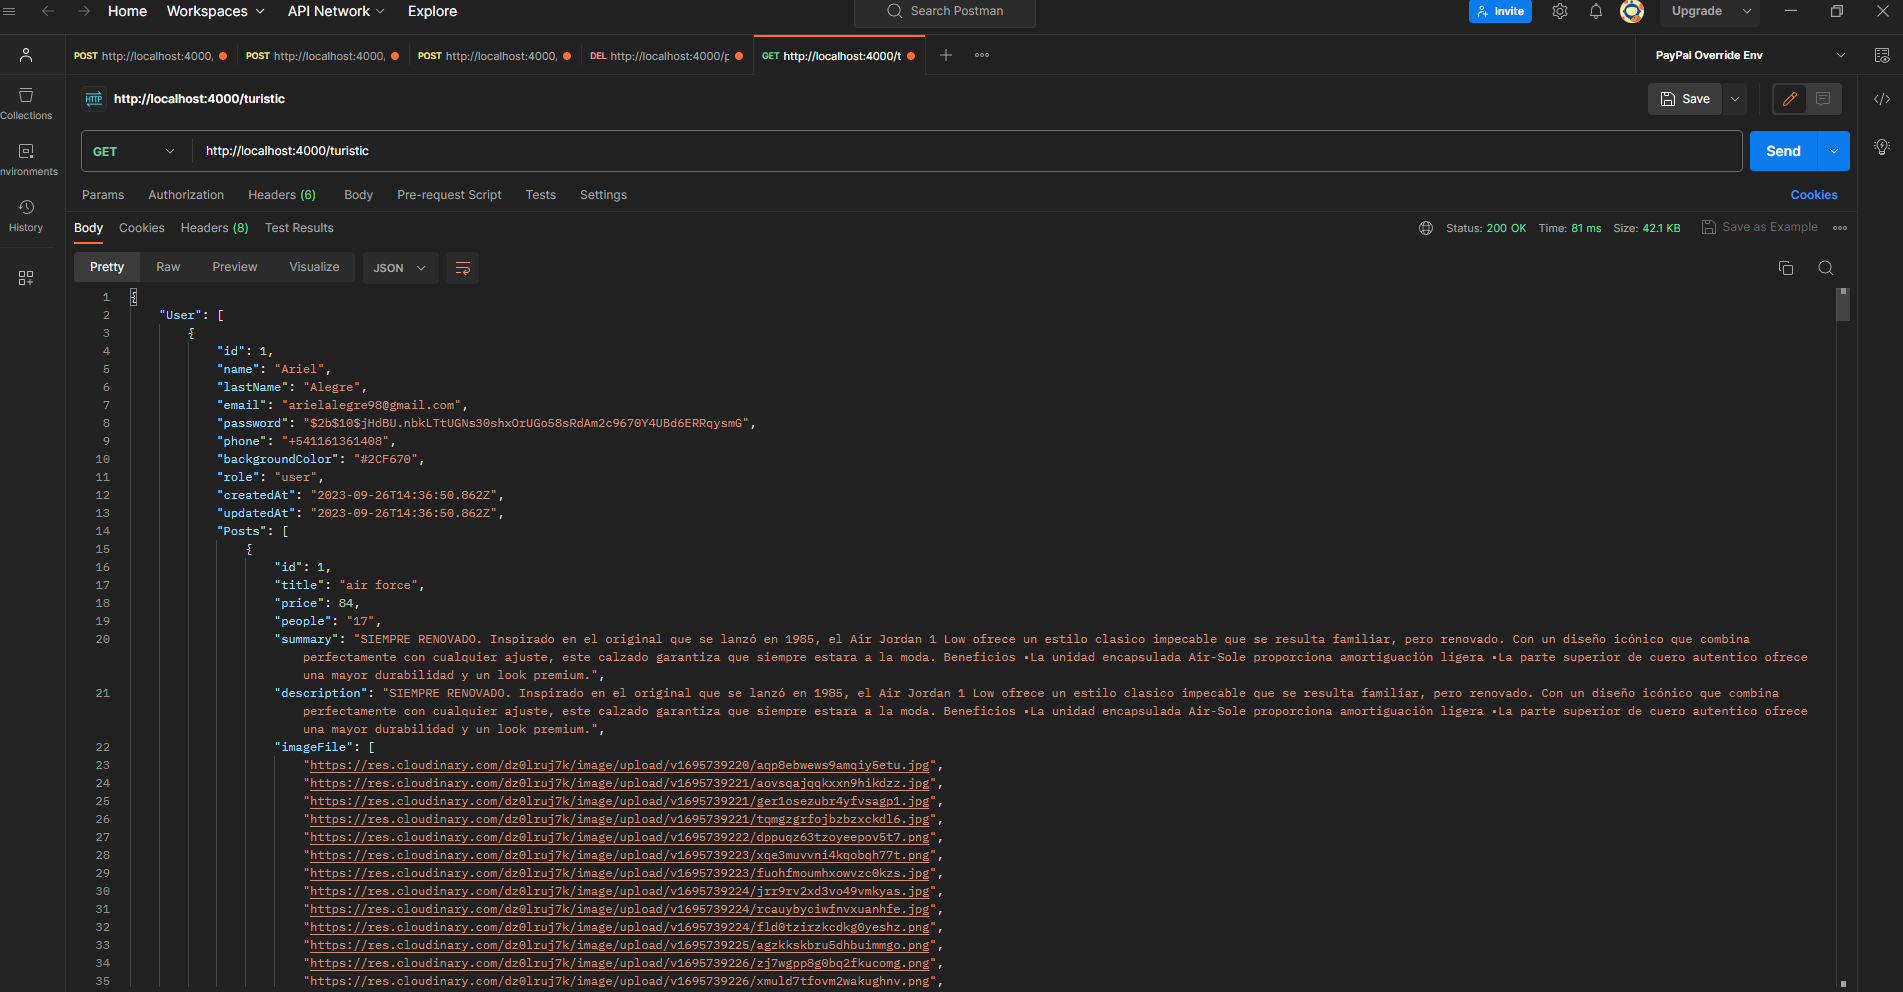 Home Workspaces API Network Explore Search Postman Invite Upgrade
POST http://localhost:4000, POST http://localhost:4000, POST http://localhost:4000, DEL http://localhost:4000/p GET http://localhost:4000/t PayPal Override Env
HTTP http://localhost:4000/turistic Save
Collections
GET http://localhost:4000/turistic Send
nvironments
Params Authorization Headers (6) Body Pre-request Script Tests Settings Cookies
History
Body Cookies Headers (8) Test Results Status: 200 OK Time: 81 ms Size: 42.1 KB Save as Example
Pretty Raw Preview Visualize JSON
1 {
2 "User": [
3 {
4 "id": 1,
5 "name": "Ariel",
6 "lastName": "Alegre",
7 "email": "arielalegre98@gmail.com",
8 "password": "$2b$10$jHdBU.nbkLTtUGNs30shxOrUGo58sRdAm2c9670Y4UBd6ERRqysmG",
9 "phone": "+541161361408",
10 "backgroundColor": "#2CF670",
11 "role": "user",
12 "createdAt": "2023-09-26T14:36:50.862Z",
13 "updatedAt": "2023-09-26T14:36:50.862Z",
14 "Posts": [
15 {
16 "id": 1,
17 "title": "air force",
18 "price": 84,
19 "people": "17",
20 "summary": "SIEMPRE RENOVADO. Inspirado en el original que se lanzó en 1985, el Air Jordan 1 Low ofrece un estilo clasico impecable que se resulta familiar, pero renovado. Con un diseño icónico que combina
perfectamente con cualquier ajuste, este calzado garantiza que siempre estara a la moda. Beneficios •La unidad encapsulada Air-Sole proporciona amortiguación ligera •La parte superior de cuero autentico ofrece
una mayor durabilidad y un look premium.",
21 "description": "SIEMPRE RENOVADO. Inspirado en el original que se lanzó en 1985, el Air Jordan 1 Low ofrece un estilo clasico impecable que se resulta familiar, pero renovado. Con un diseño icónico que combina
perfectamente con cualquier ajuste, este calzado garantiza que siempre estara a la moda. Beneficios •La unidad encapsulada Air-Sole proporciona amortiguación ligera •La parte superior de cuero autentico ofrece
una mayor durabilidad y un look premium.",
22 "imageFile": [
23 "https://res.cloudinary.com/dz0lruj7k/image/upload/v1695739220/aqp8ebwews9amqiy5etu.jpg",
24 "https://res.cloudinary.com/dz0lruj7k/image/upload/v1695739221/aovsqajqqkxxn9hikdzz.jpg",
25 "https://res.cloudinary.com/dz0lruj7k/image/upload/v1695739221/ger1osezubr4yfvsagp1.jpg",
26 "https://res.cloudinary.com/dz0lruj7k/image/upload/v1695739221/tqmgzgrfojbzbzxckdl6.jpg",
27 "https://res.cloudinary.com/dz0lruj7k/image/upload/v1695739222/dppuqz63tzoyeepov5t7.png",
28 "https://res.cloudinary.com/dz0lruj7k/image/upload/v1695739223/xqe3muvvni4kqobqh77t.png",
29 "https://res.cloudinary.com/dz0lruj7k/image/upload/v1695739223/fuohfmoumhxowvzc0kzs.jpg",
30 "https://res.cloudinary.com/dz0lruj7k/image/upload/v1695739224/jrr9rv2xd3vo49vmkyas.jpg",
31 "https://res.cloudinary.com/dz0lruj7k/image/upload/v1695739224/rcauybyciwfnvxuanhfe.jpg",
32 "https://res.cloudinary.com/dz0lruj7k/image/upload/v1695739224/fld0tzirzkcdkg0yeshz.png",
33 "https://res.cloudinary.com/dz0lruj7k/image/upload/v1695739225/agzkkskbru5dhbuimmgo.png",
34 "https://res.cloudinary.com/dz0lruj7k/image/upload/v1695739226/zj7wgpp8g0bq2fkucomg.png",
35 "https://res.cloudinary.com/dz0lruj7k/image/upload/v1695739226/xmuld7tfovm2wakughnv.png",